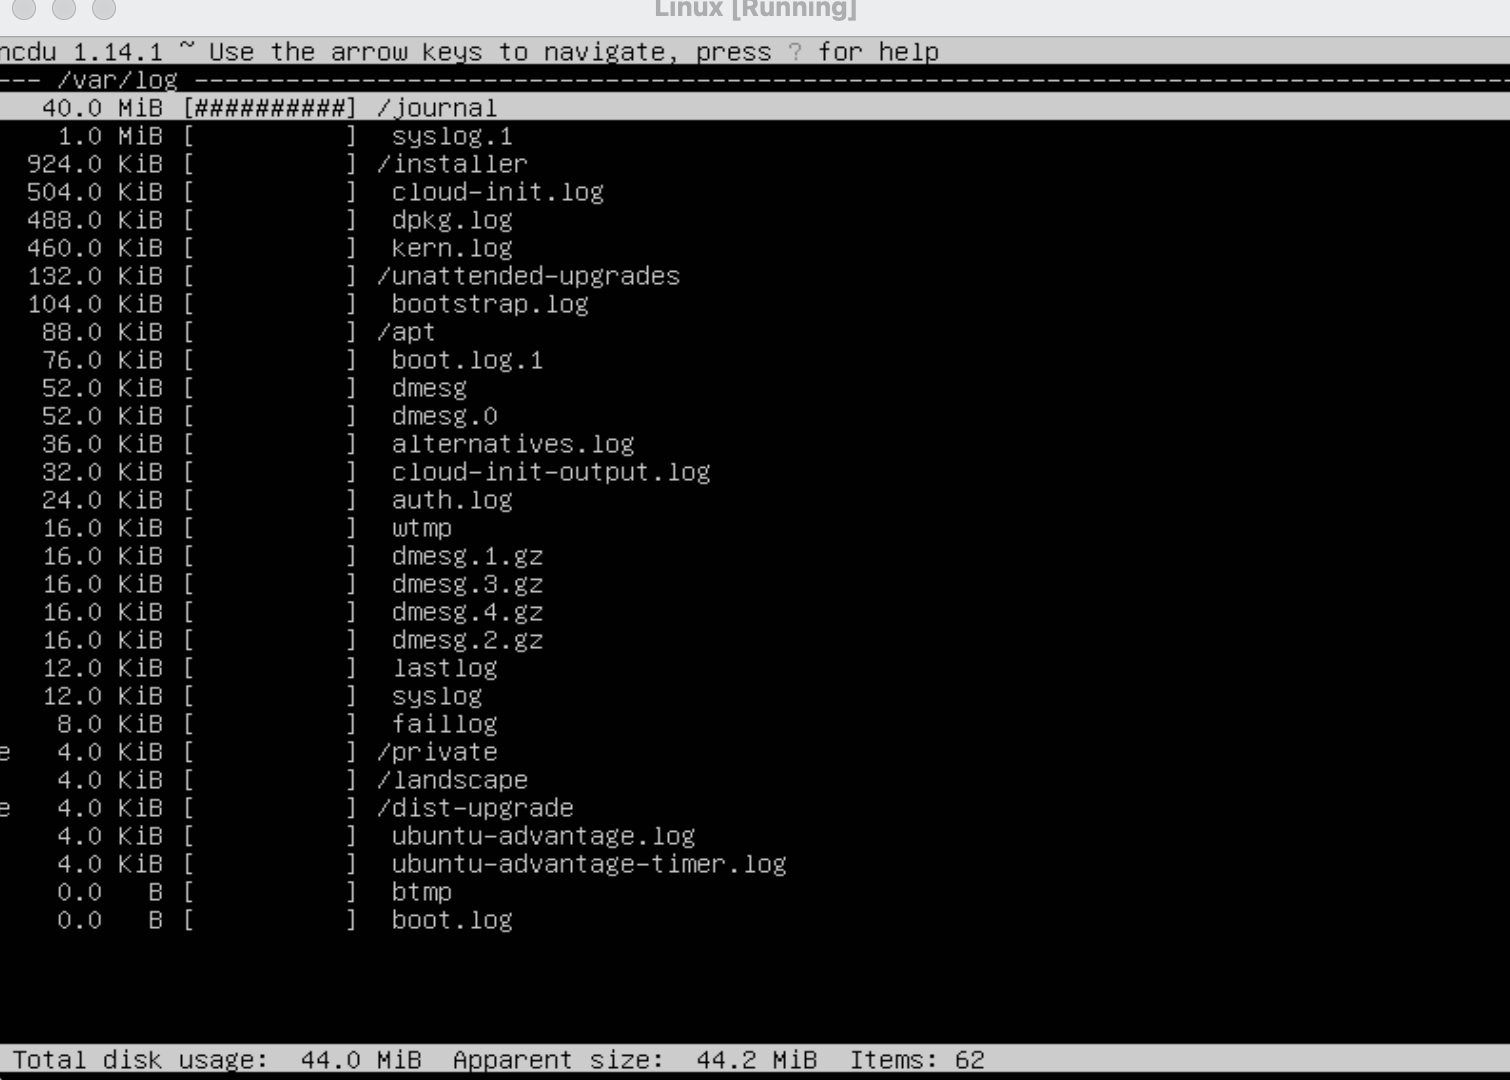 Linux [Running]
ncdu 1.14.1 ~ Use the arrow keys to navigate, press ? for help
--- /var/log --------------------------------------------------------------------------------------
40.0 MiB [##########] /journal
1.0 MiB [          ]  syslog.1
924.0 KiB [          ] /installer
504.0 KiB [          ]  cloud-init.log
488.0 KiB [          ]  dpkg.log
460.0 KiB [          ]  kern.log
132.0 KiB [          ] /unattended-upgrades
104.0 KiB [          ]  bootstrap.log
88.0 KiB [          ] /apt
76.0 KiB [          ]  boot.log.1
52.0 KiB [          ]  dmesg
52.0 KiB [          ]  dmesg.0
36.0 KiB [          ]  alternatives.log
32.0 KiB [          ]  cloud-init-output.log
24.0 KiB [          ]  auth.log
16.0 KiB [          ]  wtmp
16.0 KiB [          ]  dmesg.1.gz
16.0 KiB [          ]  dmesg.3.gz
16.0 KiB [          ]  dmesg.4.gz
16.0 KiB [          ]  dmesg.2.gz
12.0 KiB [          ]  lastlog
12.0 KiB [          ]  syslog
8.0 KiB [          ]  faillog
e 4.0 KiB [          ] /private
4.0 KiB [          ] /landscape
e 4.0 KiB [          ] /dist-upgrade
4.0 KiB [          ]  ubuntu-advantage.log
4.0 KiB [          ]  ubuntu-advantage-timer.log
0.0 B [          ]  btmp
0.0 B [          ]  boot.log
Total disk usage: 44.0 MiB Apparent size: 44.2 MiB Items: 62